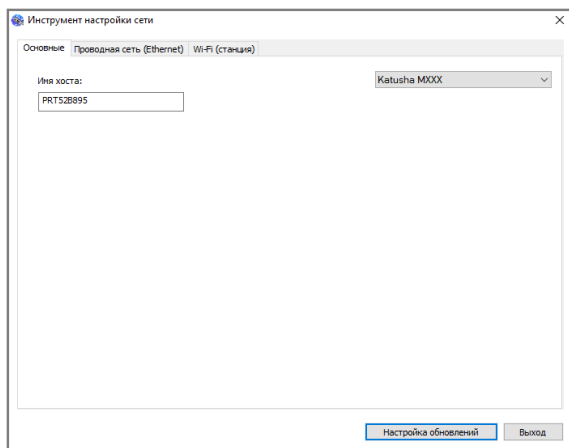 Инструмент настройки сети
Основные Проводная сеть (Ethernet) Wi-Fi (станция)
Имя хоста: Katusha MXXX
PRT52B895
Настройка обновлений Выход